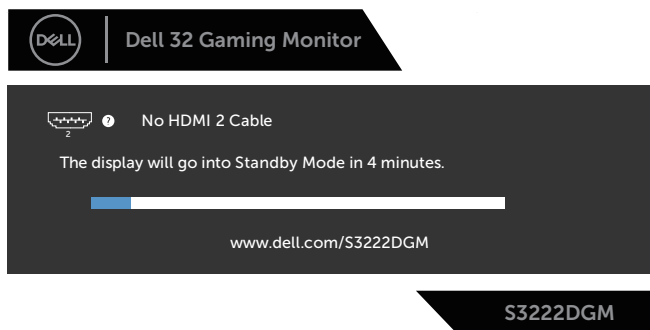 DELL
Dell 32 Gaming Monitor
2
? No HDMI 2 Cable
The display will go into Standby Mode in 4 minutes.
www.dell.com/S3222DGM
S3222DGM